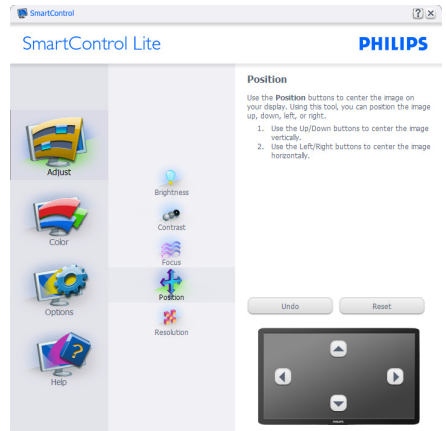 SmartControl
SmartControl Lite
PHILIPS
Adjust
Color
Options
Help
Brightness
Contrast
Focus
Position
Resolution
Position
Use the Position buttons to center the image on
your display. Using this tool, you can position the image
up, down, left, or right.
1. Use the Up/Down buttons to center the image
vertically.
2. Use the Left/Right buttons to center the image
horizontally.
Undo
Reset
PHILIPS